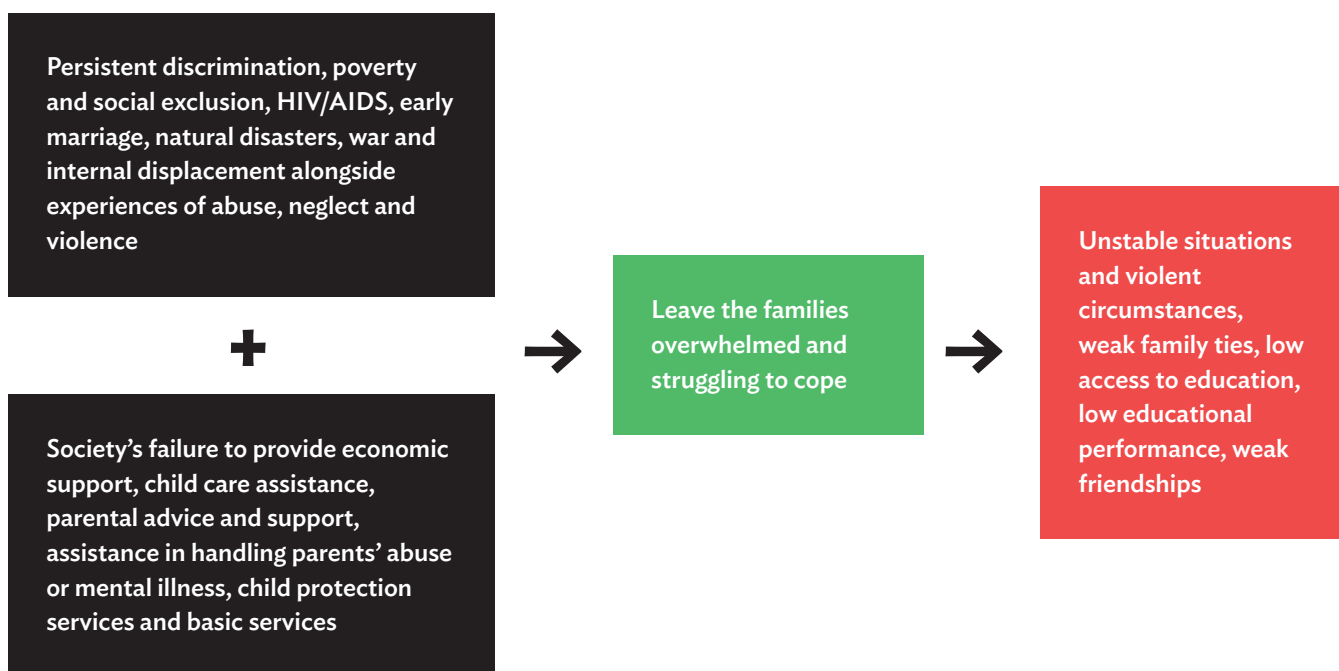 Persistent discrimination, poverty
and social exclusion, HIV/AIDS, early
marriage, natural disasters, war and
internal displacement alongside
experiences of abuse, neglect and
violence
+
Society’s failure to provide economic
support, child care assistance,
parental advice and support,
assistance in handling parents’ abuse
or mental illness, child protection
services and basic services
Leave the families
overwhelmed and
struggling to cope
Unstable situations
and violent
circumstances,
weak family ties, low
access to education,
low educational
performance, weak
friendships